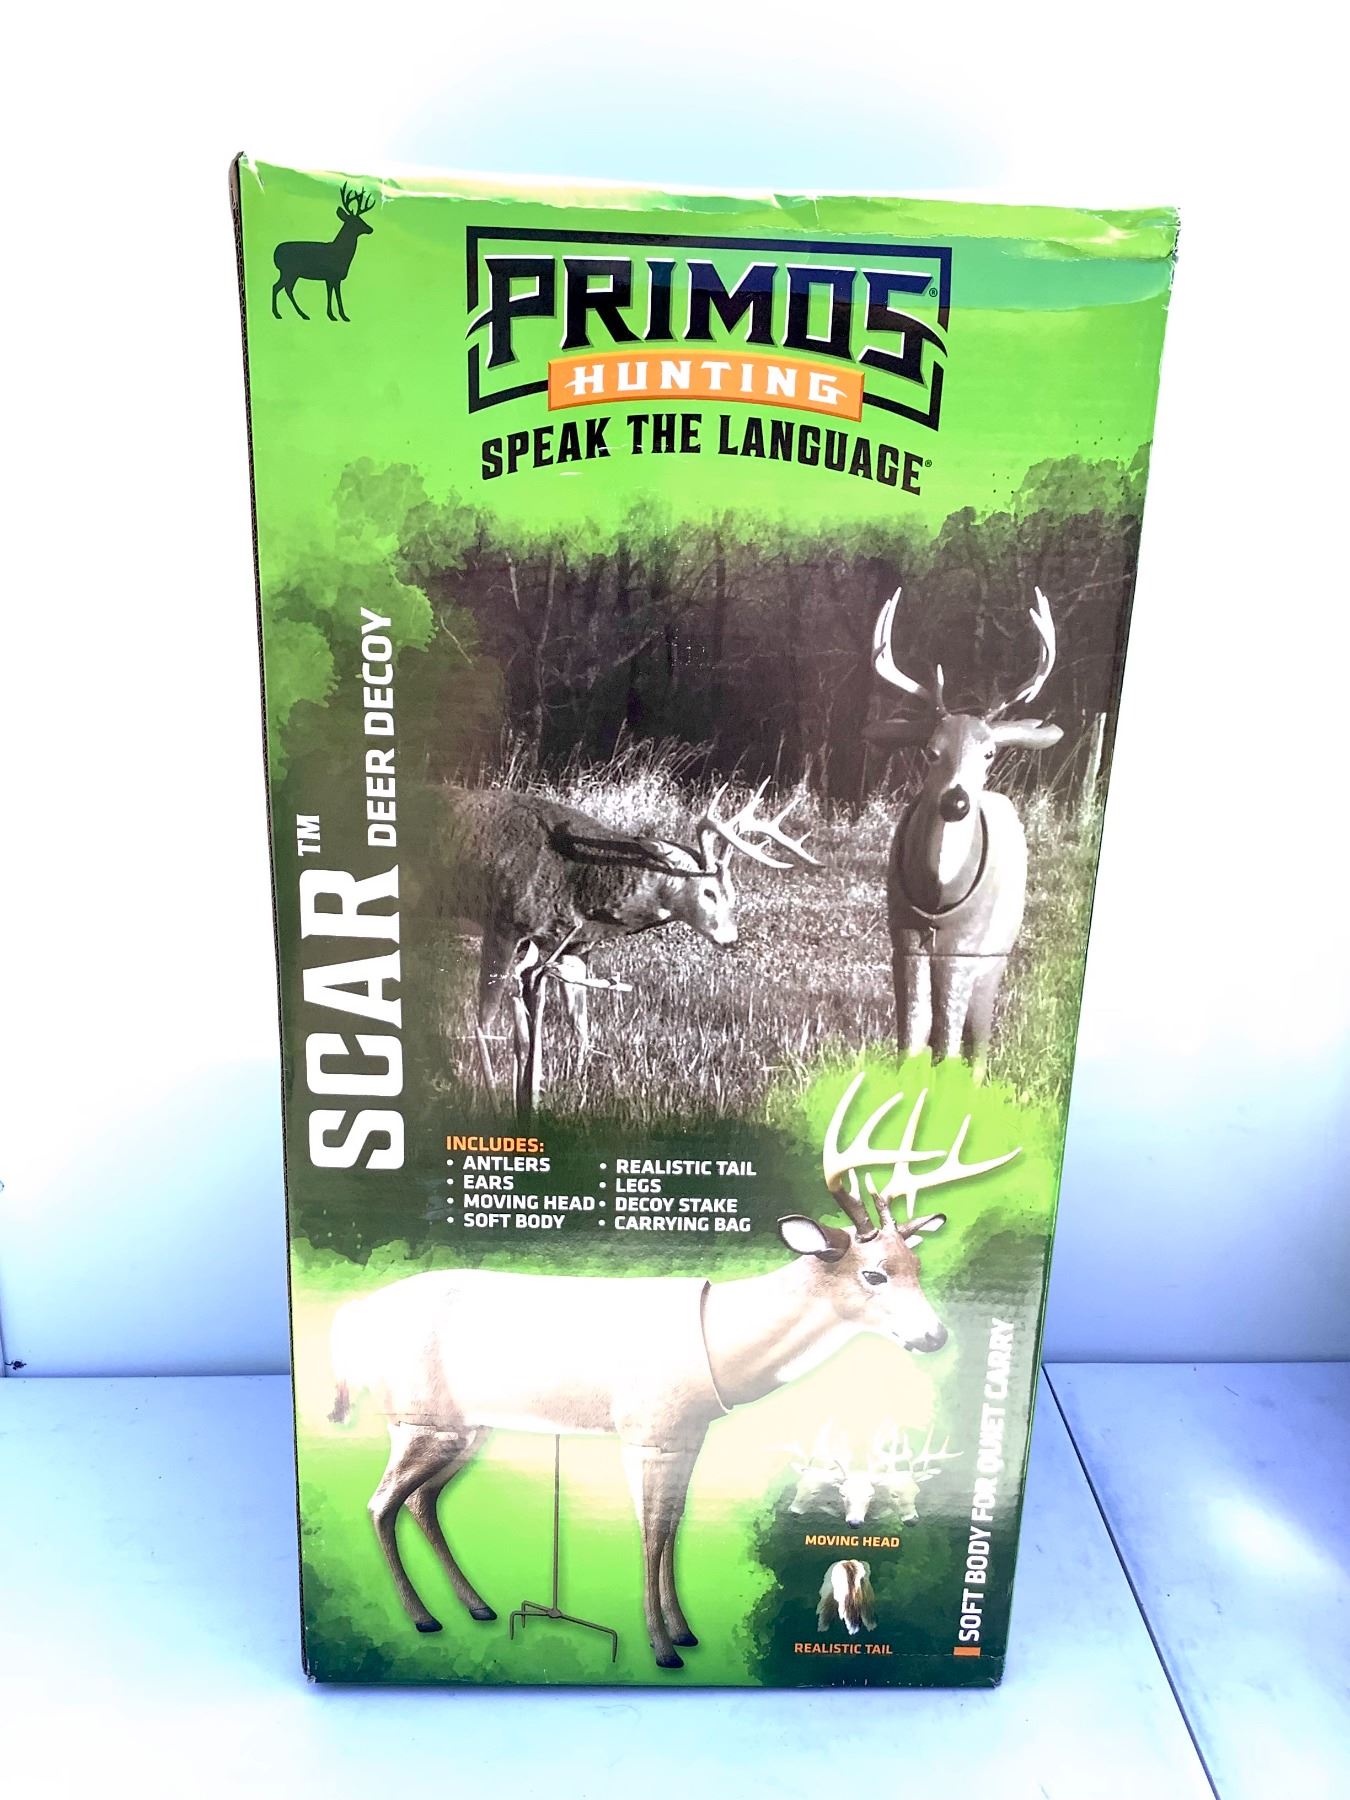 PRIMOS®
HUNTING
SPEAK THE LANGUAGE®
SCAR™
DEER DECOY
INCLUDES:
• ANTLERS
• EARS
• MOVING HEAD
• SOFT BODY
• REALISTIC TAIL
• LEGS
• DECOY STAKE
• CARRYING BAG
MOVING HEAD
REALISTIC TAIL
SOFT BODY FOR QUIET CARRY